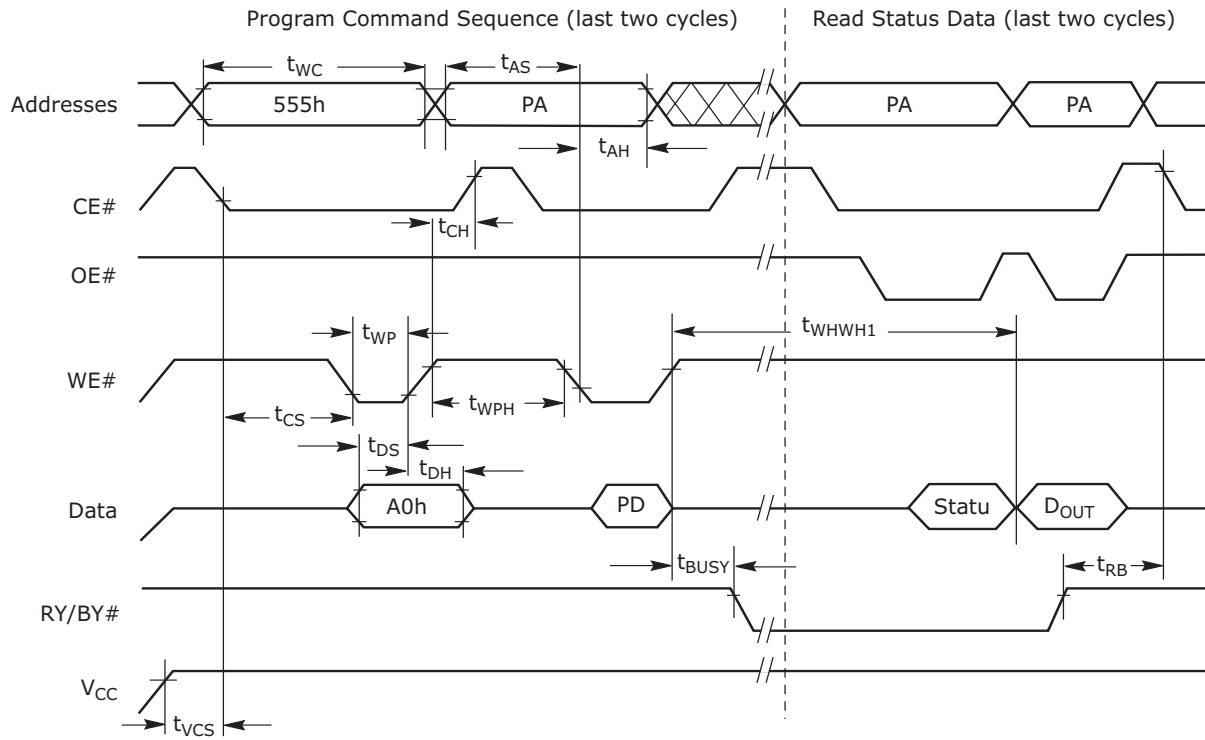 Program Command Sequence (last two cycles)
Read Status Data (last two cycles)
tWC
tAS
Addresses
555h
PA
PA
PA
tAH
CE#
tCH
OE#
tWP
tWHWH1
WE#
tCS
tWPH
tDS
tDH
Data
A0h
PD
Statu
DOUT
tBUSY
tRB
RY/BY#
VCC
tVCS